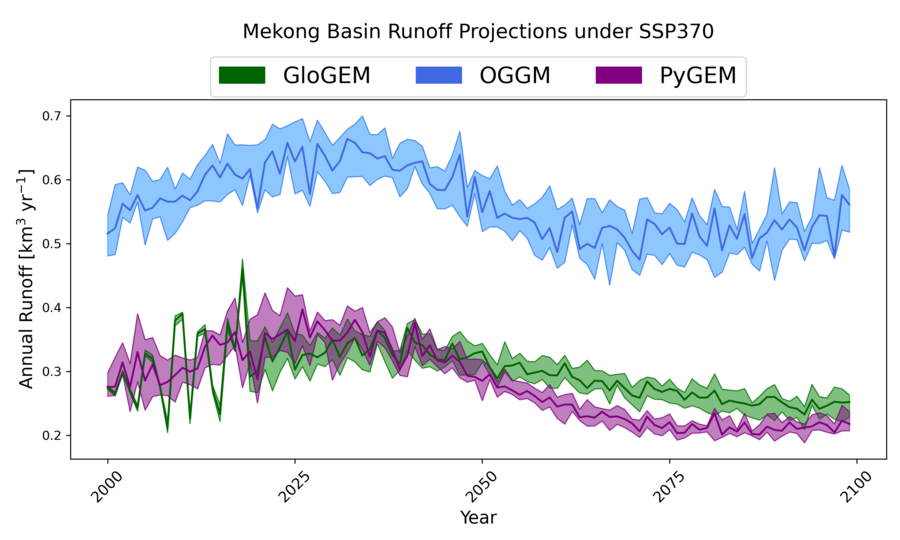 Mekong Basin Runoff Projections under SSP370
GloGEM OGGM PyGEM
0.7
0.6
0.5
0.4
0.3
0.2
Annual Runoff [km³ yr⁻¹]
2000 2025 2050 2075 2100
Year